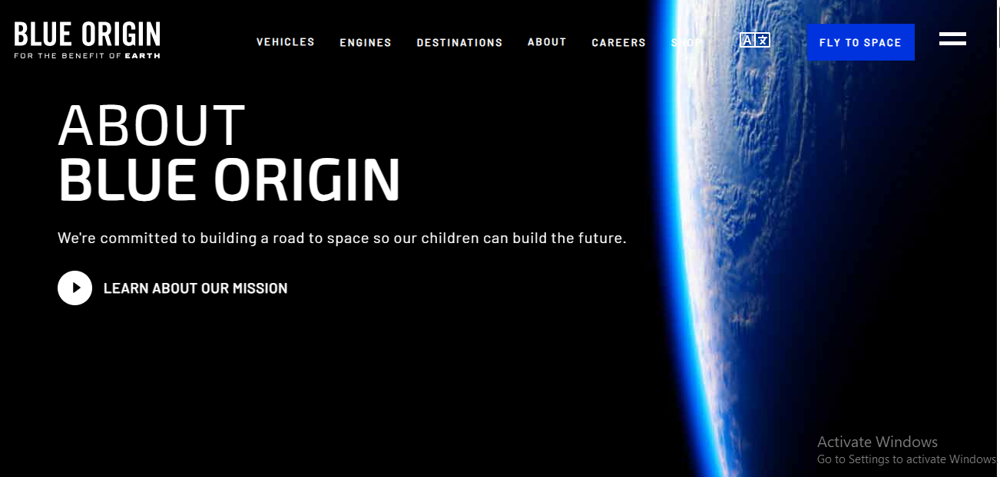 BLUE ORIGIN
FOR THE BENEFIT OF EARTH
VEHICLES ENGINES DESTINATIONS ABOUT CAREERS SHOP A文 FLY TO SPACE
ABOUT
BLUE ORIGIN
We're committed to building a road to space so our children can build the future.
LEARN ABOUT OUR MISSION
Activate Windows
Go to Settings to activate Windows